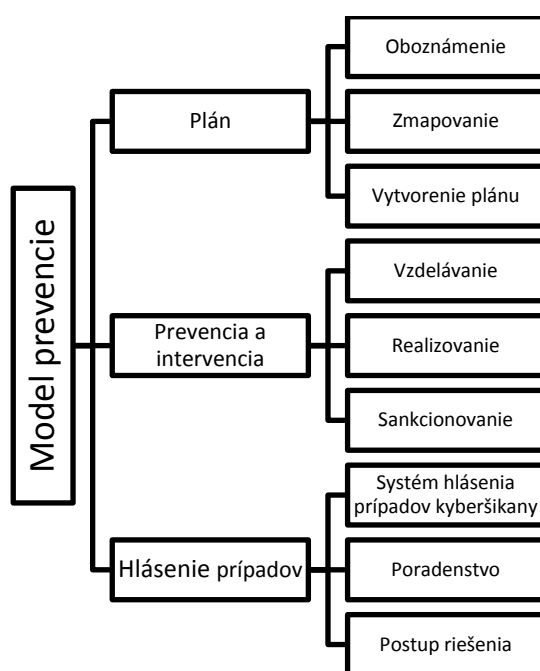 Model prevencie
Plán
Oboznámenie
Zmapovanie
Vytvorenie plánu
Prevencia a
intervencia
Vzdelávanie
Realizovanie
Sankcionovanie
Hlásenie prípadov
Systém hlásenia
prípadov kyberšikany
Poradenstvo
Postup riešenia